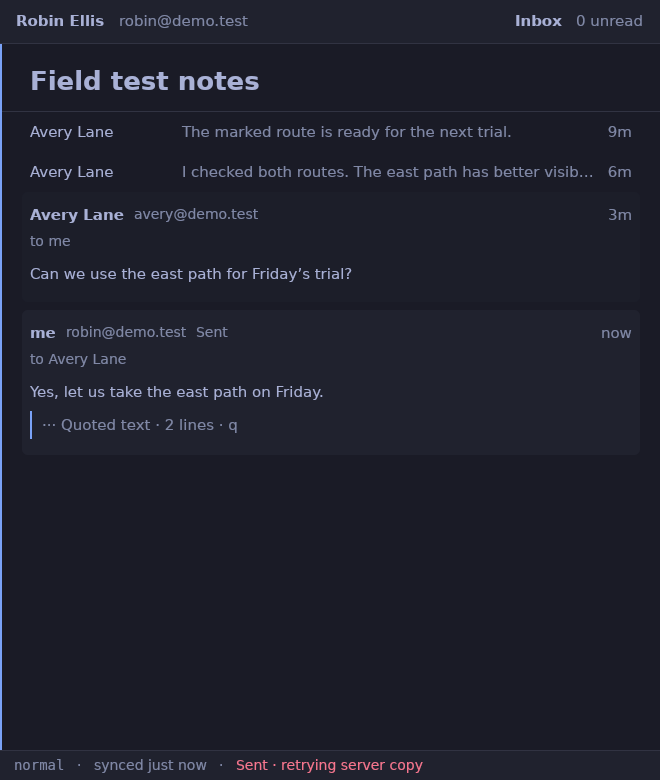 Robin Ellis robin@demo.test Inbox 0 unread
Field test notes
Avery Lane The marked route is ready for the next trial. 9m
Avery Lane I checked both routes. The east path has better visib… 6m
Avery Lane avery@demo.test 3m
to me
Can we use the east path for Friday’s trial?
me robin@demo.test Sent now
to Avery Lane
Yes, let us take the east path on Friday.
··· Quoted text · 2 lines · q
normal · synced just now · Sent · retrying server copy